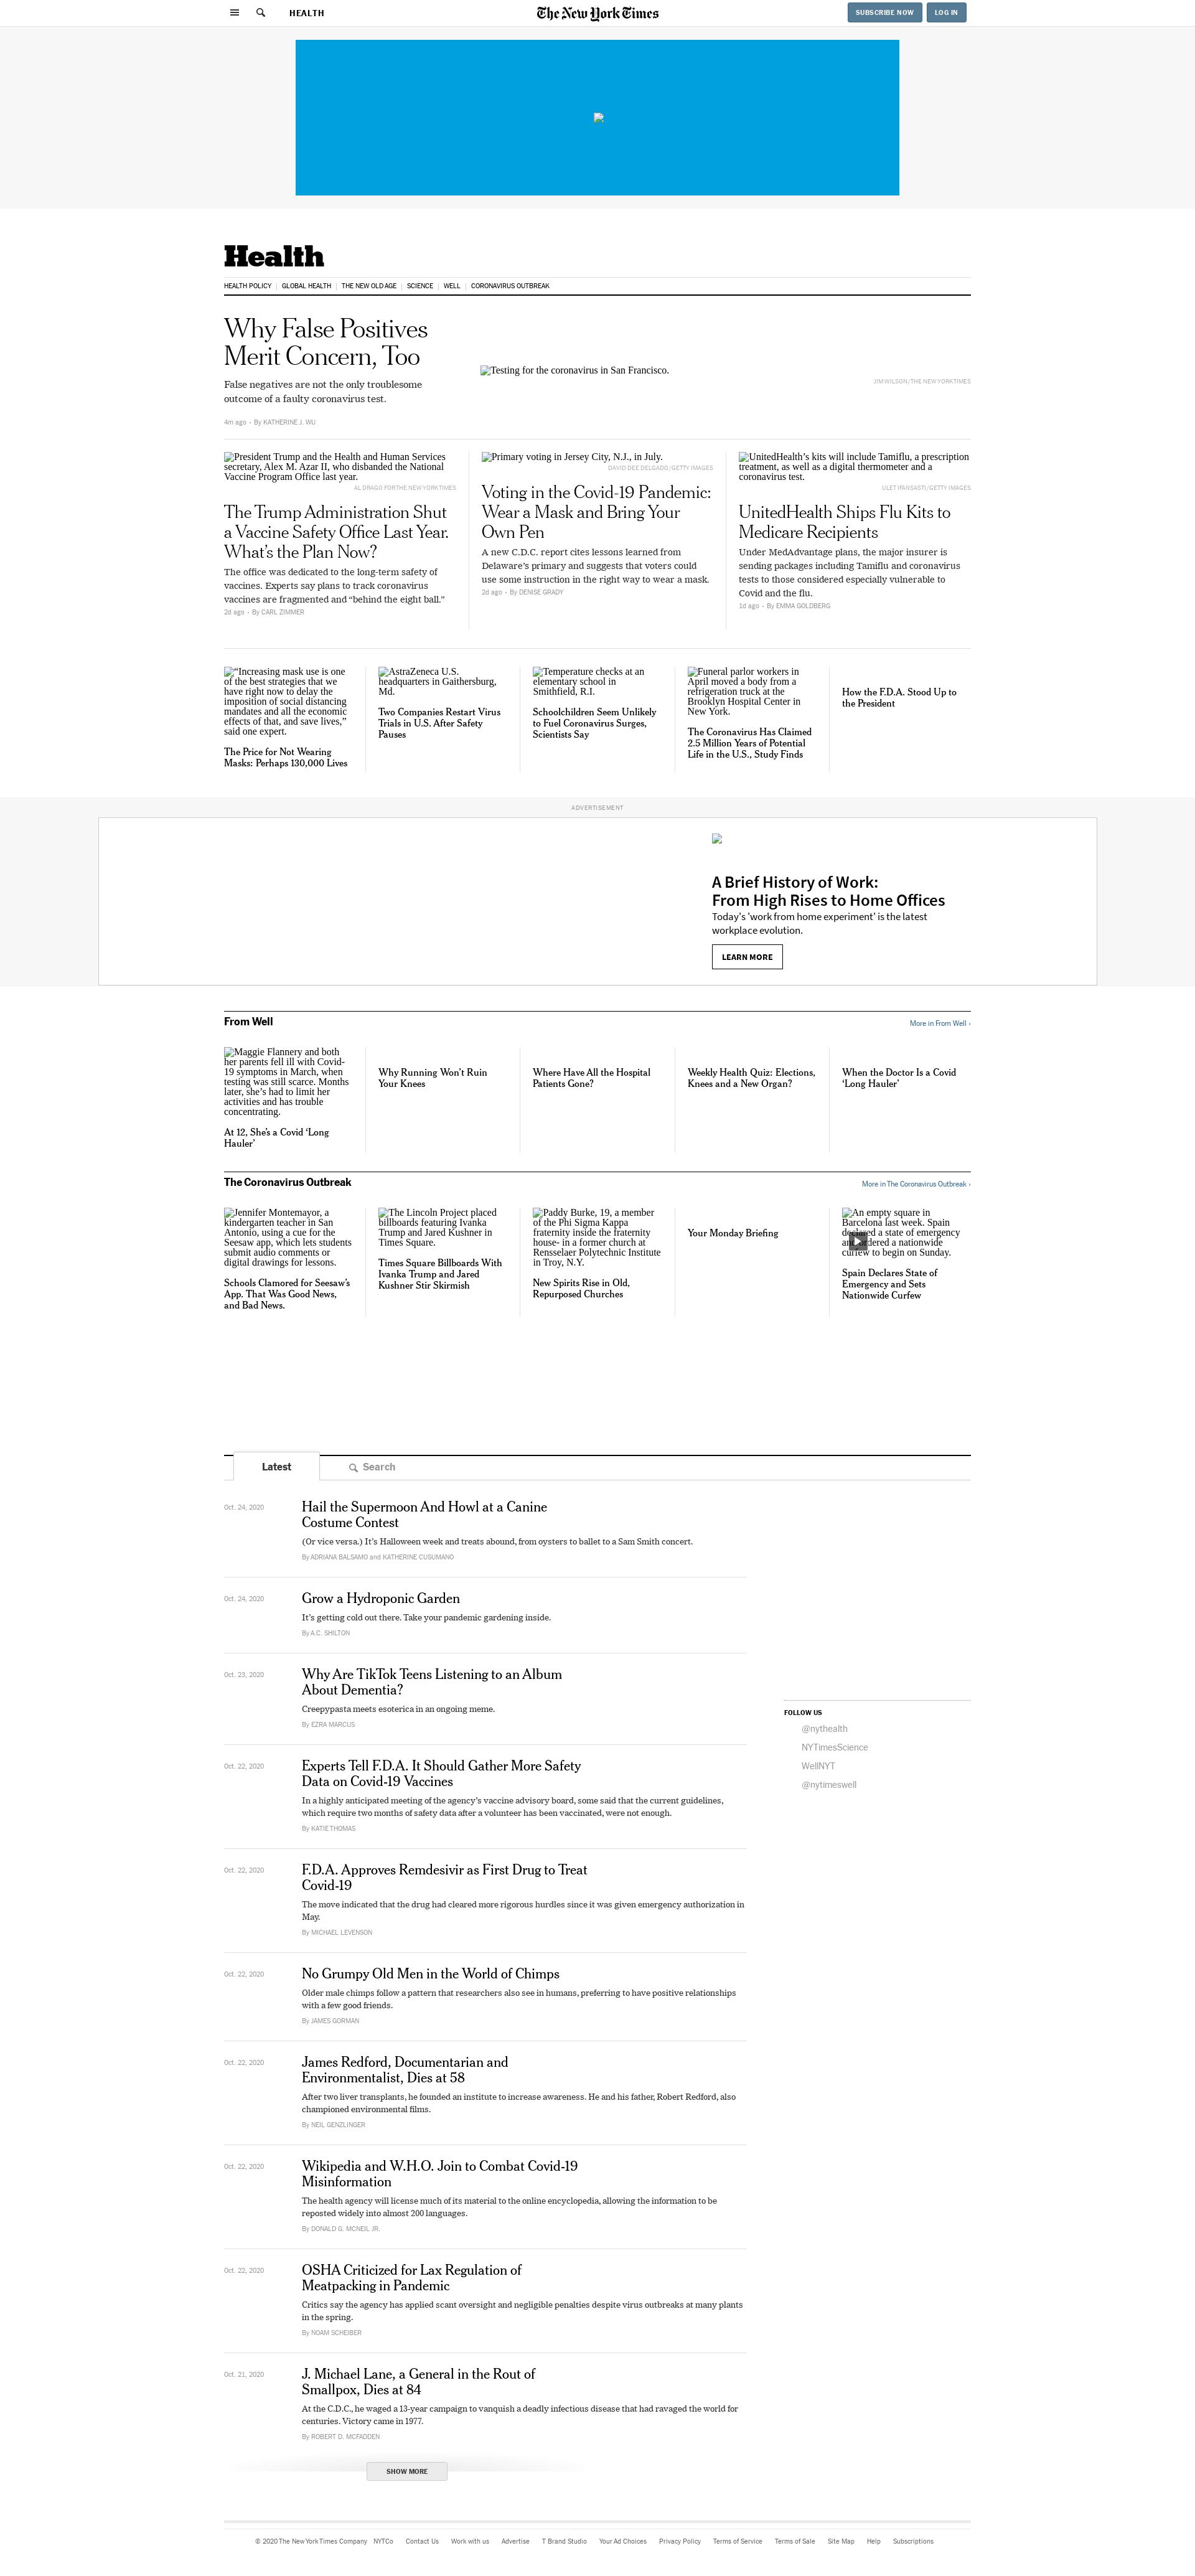 HEALTH
The New York Times
SUBSCRIBE NOW
LOG IN
Health
HEALTH POLICY
GLOBAL HEALTH
THE NEW OLD AGE
SCIENCE
WELL
CORONAVIRUS OUTBREAK
Why False Positives
Merit Concern, Too
False negatives are not the only troublesome
outcome of a faulty coronavirus test.
4m ago - By KATHERINE J. WU
Testing for the coronavirus in San Francisco.
JIM WILSON/THE NEW YORK TIMES
President Trump and the Health and Human Services
secretary, Alex M. Azar II, who disbanded the National
Vaccine Program Office last year.
AL DRAGO FOR THE NEW YORK TIMES
The Trump Administration Shut
a Vaccine Safety Office Last Year.
What's the Plan Now?
The office was dedicated to the long-term safety of
vaccines. Experts say plans to track coronavirus
vaccines are fragmented and “behind the eight ball.”
2d ago - By CARL ZIMMER
Primary voting in Jersey City, N.J., in July.
DAVID DEE DELGADO/GETTY IMAGES
Voting in the Covid-19 Pandemic:
Wear a Mask and Bring Your
Own Pen
A new C.D.C. report cites lessons learned from
Delaware's primary and suggests that voters could
use some instruction in the right way to wear a mask.
2d ago - By DENISE GRADY
UnitedHealth's kits will include Tamiflu, a prescription
treatment, as well as a digital thermometer and a
coronavirus test.
ULET IFANSASTI/GETTY IMAGES
UnitedHealth Ships Flu Kits to
Medicare Recipients
Under MedAdvantage plans, the major insurer is
sending packages including Tamiflu and coronavirus
tests to those considered especially vulnerable to
Covid and the flu.
1d ago - By EMMA GOLDBERG
“Increasing mask use is one
of the best strategies that we
have right now to delay the
imposition of social distancing
mandates and all the economic
effects of that, and save lives,”
said one expert.
The Price for Not Wearing
Masks: Perhaps 130,000 Lives
AstraZeneca U.S.
headquarters in Gaithersburg,
Md.
Two Companies Restart Virus
Trials in U.S. After Safety
Pauses
Temperature checks at an
elementary school in
Smithfield, R.I.
Schoolchildren Seem Unlikely
to Fuel Coronavirus Surges,
Scientists Say
Funeral parlor workers in
April moved a body from a
refrigeration truck at the
Brooklyn Hospital Center in
New York.
The Coronavirus Has Claimed
2.5 Million Years of Potential
Life in the U.S., Study Finds
How the F.D.A. Stood Up to
the President
ADVERTISEMENT
A Brief History of Work:
From High Rises to Home Offices
Today's 'work from home experiment' is the latest
workplace evolution.
LEARN MORE
From Well
More in From Well ›
Maggie Flannery and both
her parents fell ill with Covid-
19 symptoms in March, when
testing was still scarce. Months
later, she's had to limit her
activities and has trouble
concentrating.
At 12, She's a Covid ‘Long
Hauler’
Why Running Won't Ruin
Your Knees
Where Have All the Hospital
Patients Gone?
Weekly Health Quiz: Elections,
Knees and a New Organ?
When the Doctor Is a Covid
‘Long Hauler’
The Coronavirus Outbreak
More in The Coronavirus Outbreak ›
Jennifer Montemayor, a
kindergarten teacher in San
Antonio, using a cue for the
Seesaw app, which lets students
submit audio comments or
digital drawings for lessons.
Schools Clamored for Seesaw's
App. That Was Good News,
and Bad News.
The Lincoln Project placed
billboards featuring Ivanka
Trump and Jared Kushner in
Times Square.
Times Square Billboards With
Ivanka Trump and Jared
Kushner Stir Skirmish
Paddy Burke, 19, a member
of the Phi Sigma Kappa
fraternity inside the fraternity
house- in a former church at
Rensselaer Polytechnic Institute
in Troy, N.Y.
New Spirits Rise in Old,
Repurposed Churches
Your Monday Briefing
An empty square in
Barcelona last week. Spain
declared a state of emergency
and ordered a nationwide
curfew to begin on Sunday.
Spain Declares State of
Emergency and Sets
Nationwide Curfew
Latest
Search
Oct. 24, 2020
Hail the Supermoon And Howl at a Canine
Costume Contest
(Or vice versa.) It's Halloween week and treats abound, from oysters to ballet to a Sam Smith concert.
By ADRIANA BALSAMO and KATHERINE CUSUMANO
Oct. 24, 2020
Grow a Hydroponic Garden
It's getting cold out there. Take your pandemic gardening inside.
By A.C. SHILTON
Oct. 23, 2020
Why Are TikTok Teens Listening to an Album
About Dementia?
Creepypasta meets esoterica in an ongoing meme.
By EZRA MARCUS
Oct. 22, 2020
Experts Tell F.D.A. It Should Gather More Safety
Data on Covid-19 Vaccines
In a highly anticipated meeting of the agency's vaccine advisory board, some said that the current guidelines,
which require two months of safety data after a volunteer has been vaccinated, were not enough.
By KATIE THOMAS
Oct. 22, 2020
F.D.A. Approves Remdesivir as First Drug to Treat
Covid-19
The move indicated that the drug had cleared more rigorous hurdles since it was given emergency authorization in
May.
By MICHAEL LEVENSON
Oct. 22, 2020
No Grumpy Old Men in the World of Chimps
Older male chimps follow a pattern that researchers also see in humans, preferring to have positive relationships
with a few good friends.
By JAMES GORMAN
Oct. 22, 2020
James Redford, Documentarian and
Environmentalist, Dies at 58
After two liver transplants, he founded an institute to increase awareness. He and his father, Robert Redford, also
championed environmental films.
By NEIL GENZLINGER
Oct. 22, 2020
Wikipedia and W.H.O. Join to Combat Covid-19
Misinformation
The health agency will license much of its material to the online encyclopedia, allowing the information to be
reposted widely into almost 200 languages.
By DONALD G. MCNEIL JR.
Oct. 22, 2020
OSHA Criticized for Lax Regulation of
Meatpacking in Pandemic
Critics say the agency has applied scant oversight and negligible penalties despite virus outbreaks at many plants
in the spring.
By NOAM SCHEIBER
Oct. 21, 2020
J. Michael Lane, a General in the Rout of
Smallpox, Dies at 84
At the C.D.C., he waged a 13-year campaign to vanquish a deadly infectious disease that had ravaged the world for
centuries. Victory came in 1977.
By ROBERT D. MCFADDEN
SHOW MORE
FOLLOW US
@nythealth
NYTimesScience
WellNYT
@nytimeswell
© 2020 The New York Times Company
NYTCo
Contact Us
Work with us
Advertise
T Brand Studio
Your Ad Choices
Privacy Policy
Terms of Service
Terms of Sale
Site Map
Help
Subscriptions